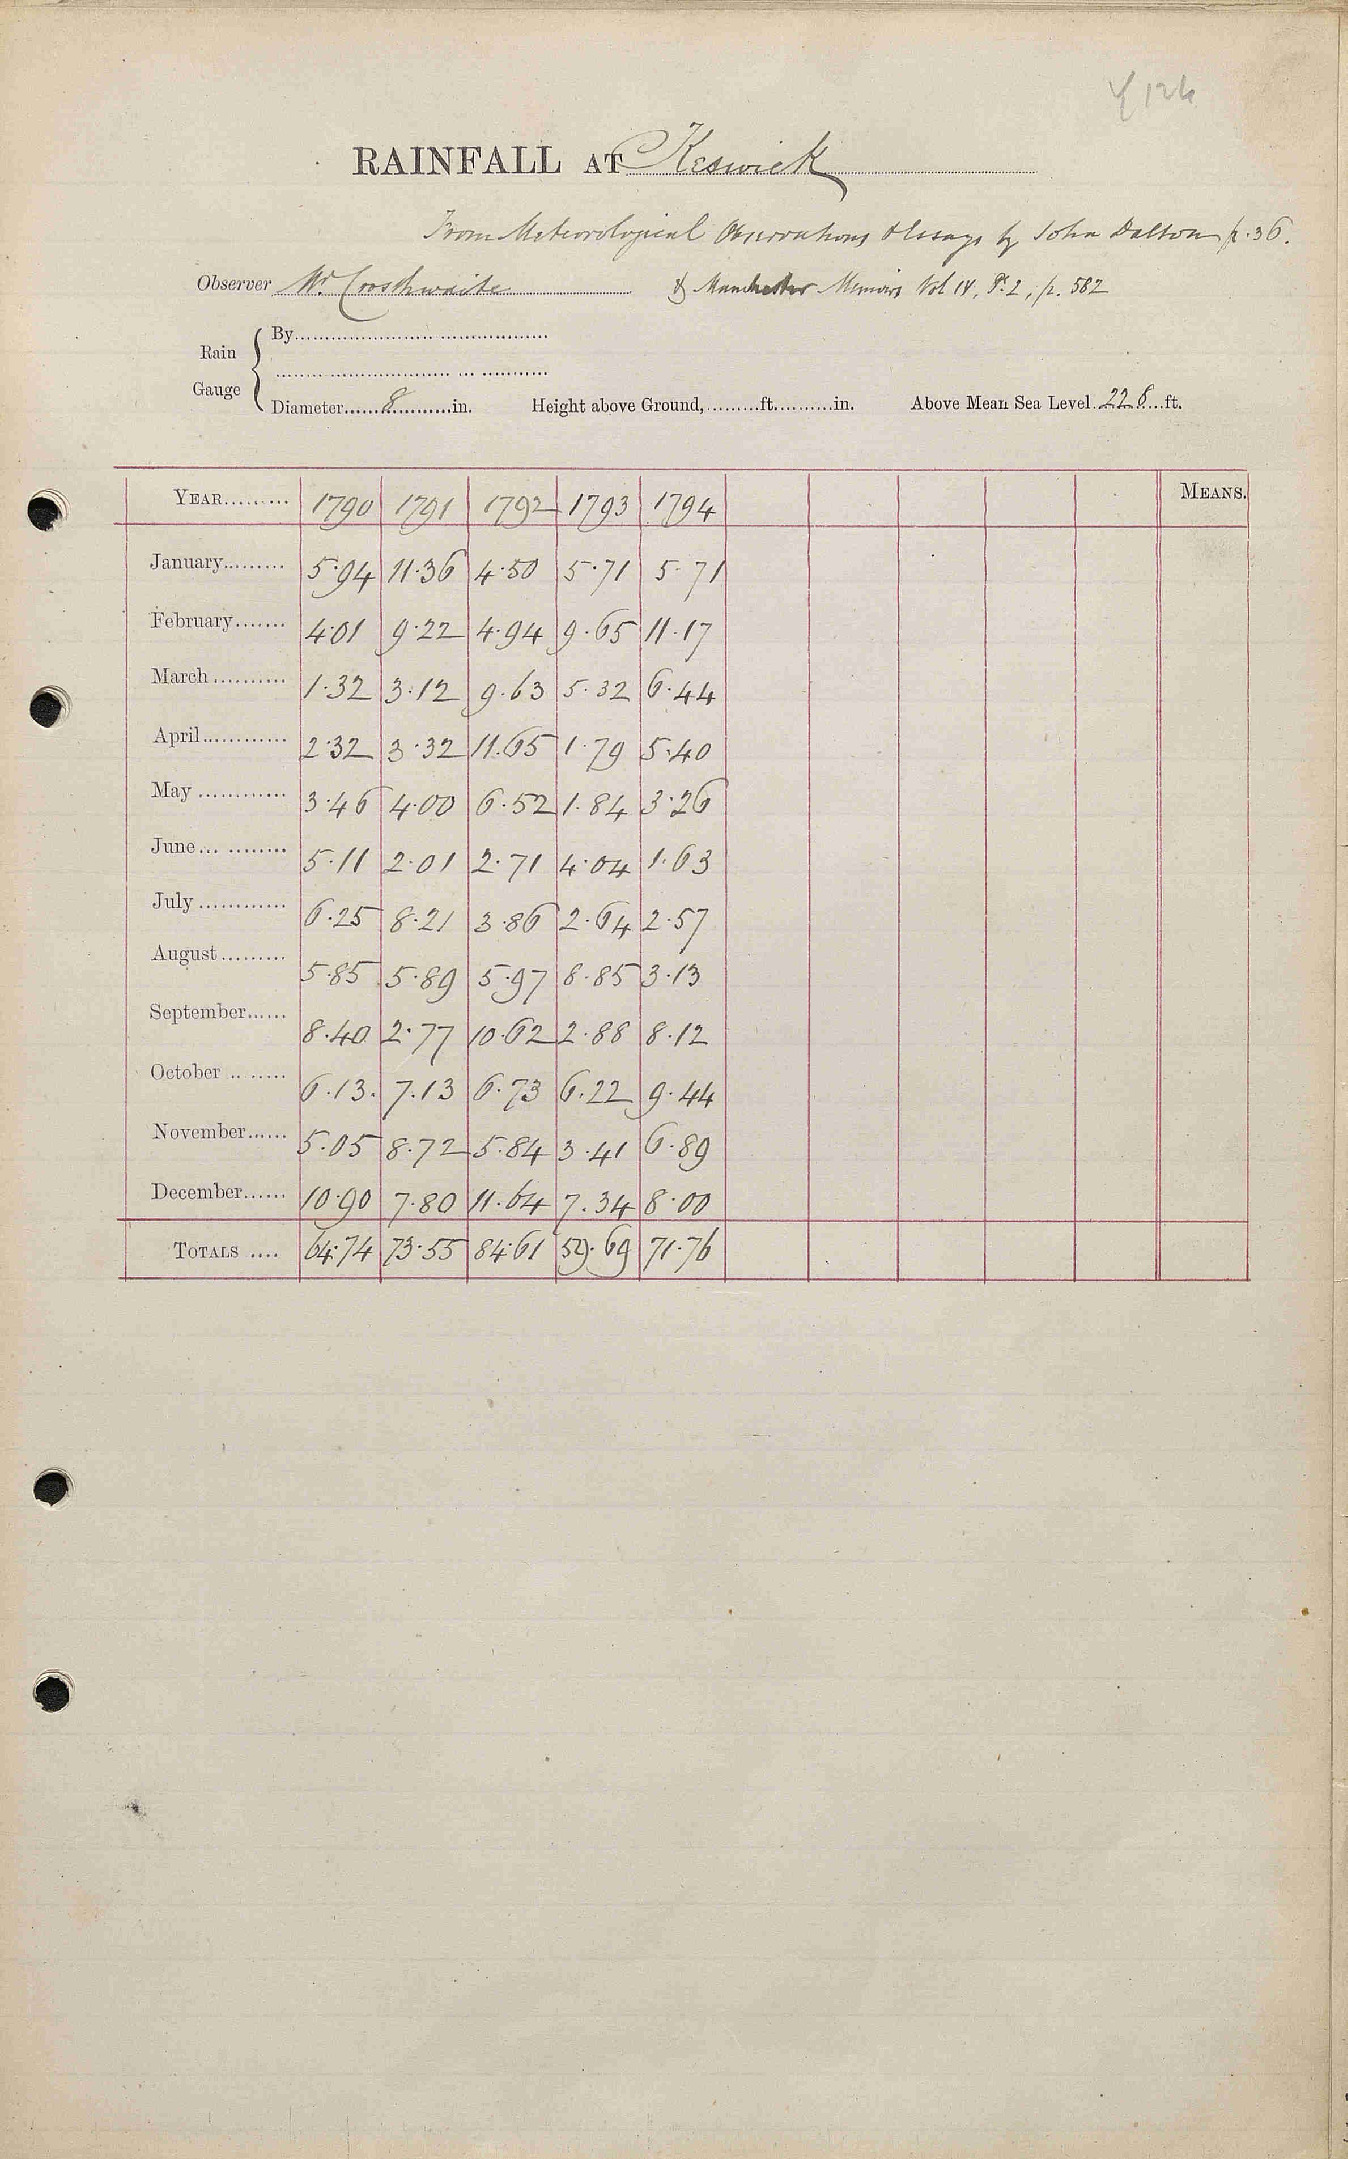 RAINFALL AT Keswick
From Meteorological Observations & Essays by John Dalton p. 36.
Observer Mr Crosthwaite & Manchester Memoirs Vol IV, Pt. 2, p. 582
Rain Gauge
By
Diameter 8 in. Height above Ground, ft. in. Above Mean Sea Level ft.
YEAR 1790 1791 1792 1793 1794 MEANS.
January 5.94 11.36 4.50 5.71 5.71
February 4.01 9.22 4.94 9.65 11.17
March 1.32 3.12 9.63 5.32 6.44
April 2.32 3.32 11.65 1.79 5.40
May 3.46 4.00 6.52 1.84 3.26
June 5.11 2.01 2.71 4.04 1.63
July 6.25 8.21 3.86 2.64 2.57
August 5.85 5.89 5.97 8.85 3.13
September 8.40 2.77 10.62 2.88 8.12
October 6.13. 7.13 6.73 6.22 9.44
November 5.05 8.72 5.84 3.41 6.89
December 10.90 7.80 11.64 7.34 8.00
TOTALS 64.74 73.55 84.61 59.69 71.76